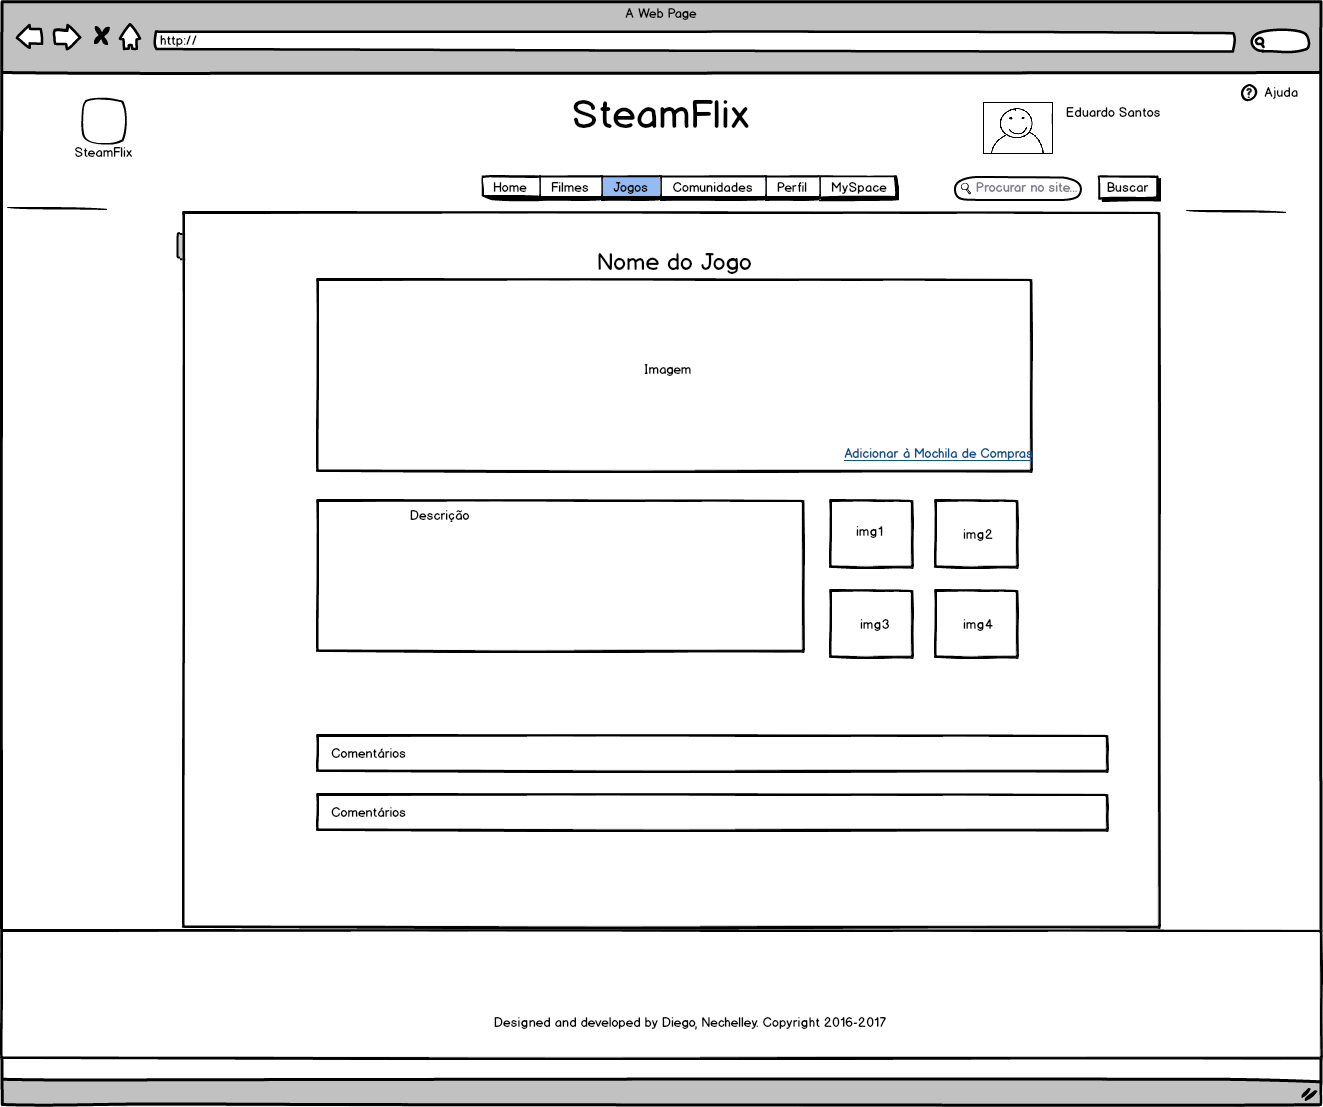 A Web Page
http://
Ajuda
SteamFlix
Eduardo Santos
SteamFlix
Home Filmes Jogos Comunidades Perfil MySpace
Procurar no site...
Buscar
Nome do Jogo
Imagem
Adicionar à Mochila de Compras
Descrição
img1
img2
img3
img4
Comentários
Comentários
Designed and developed by Diego, Nechelley. Copyright 2016-2017